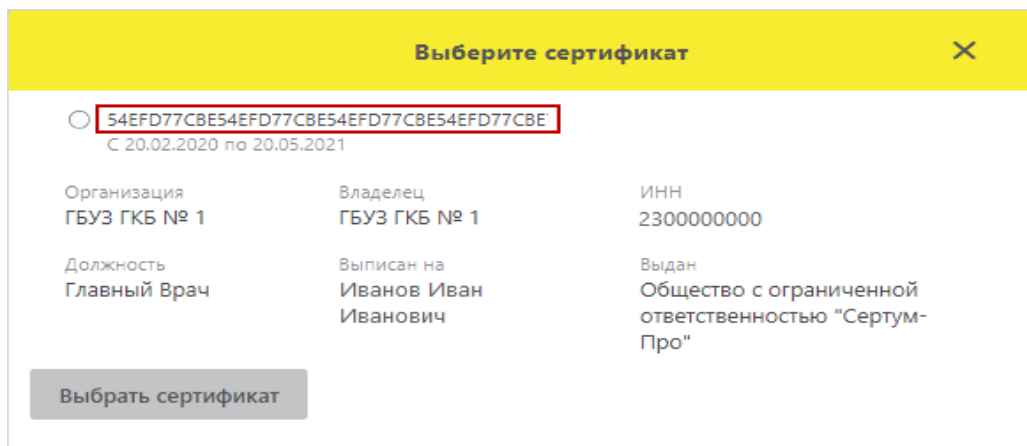 Выберите сертификат
54EFD77CBE54EFD77CBE54EFD77CBE54EFD77CBE
С 20.02.2020 по 20.05.2021
Организация
ГБУЗ ГКБ № 1
Владелец
ГБУЗ ГКБ № 1
ИНН
2300000000
Должность
Главный Врач
Выписан на
Иванов Иван
Иванович
Выдан
Общество с ограниченной
ответственностью "Сертум-
Про"
Выбрать сертификат